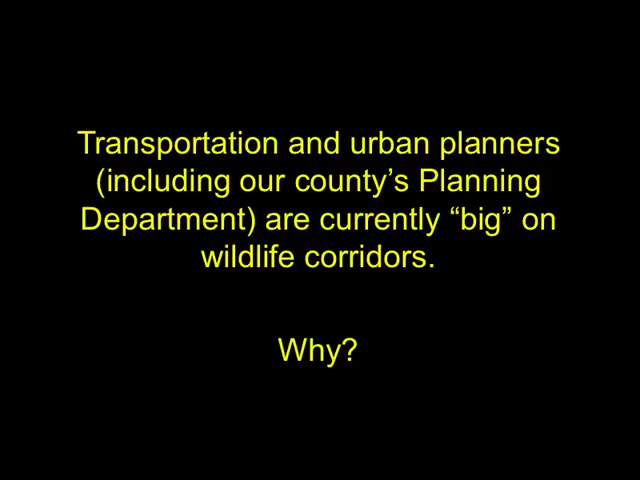 Transportation and urban planners
(including our county’s Planning
Department) are currently “big” on
wildlife corridors.
Why?